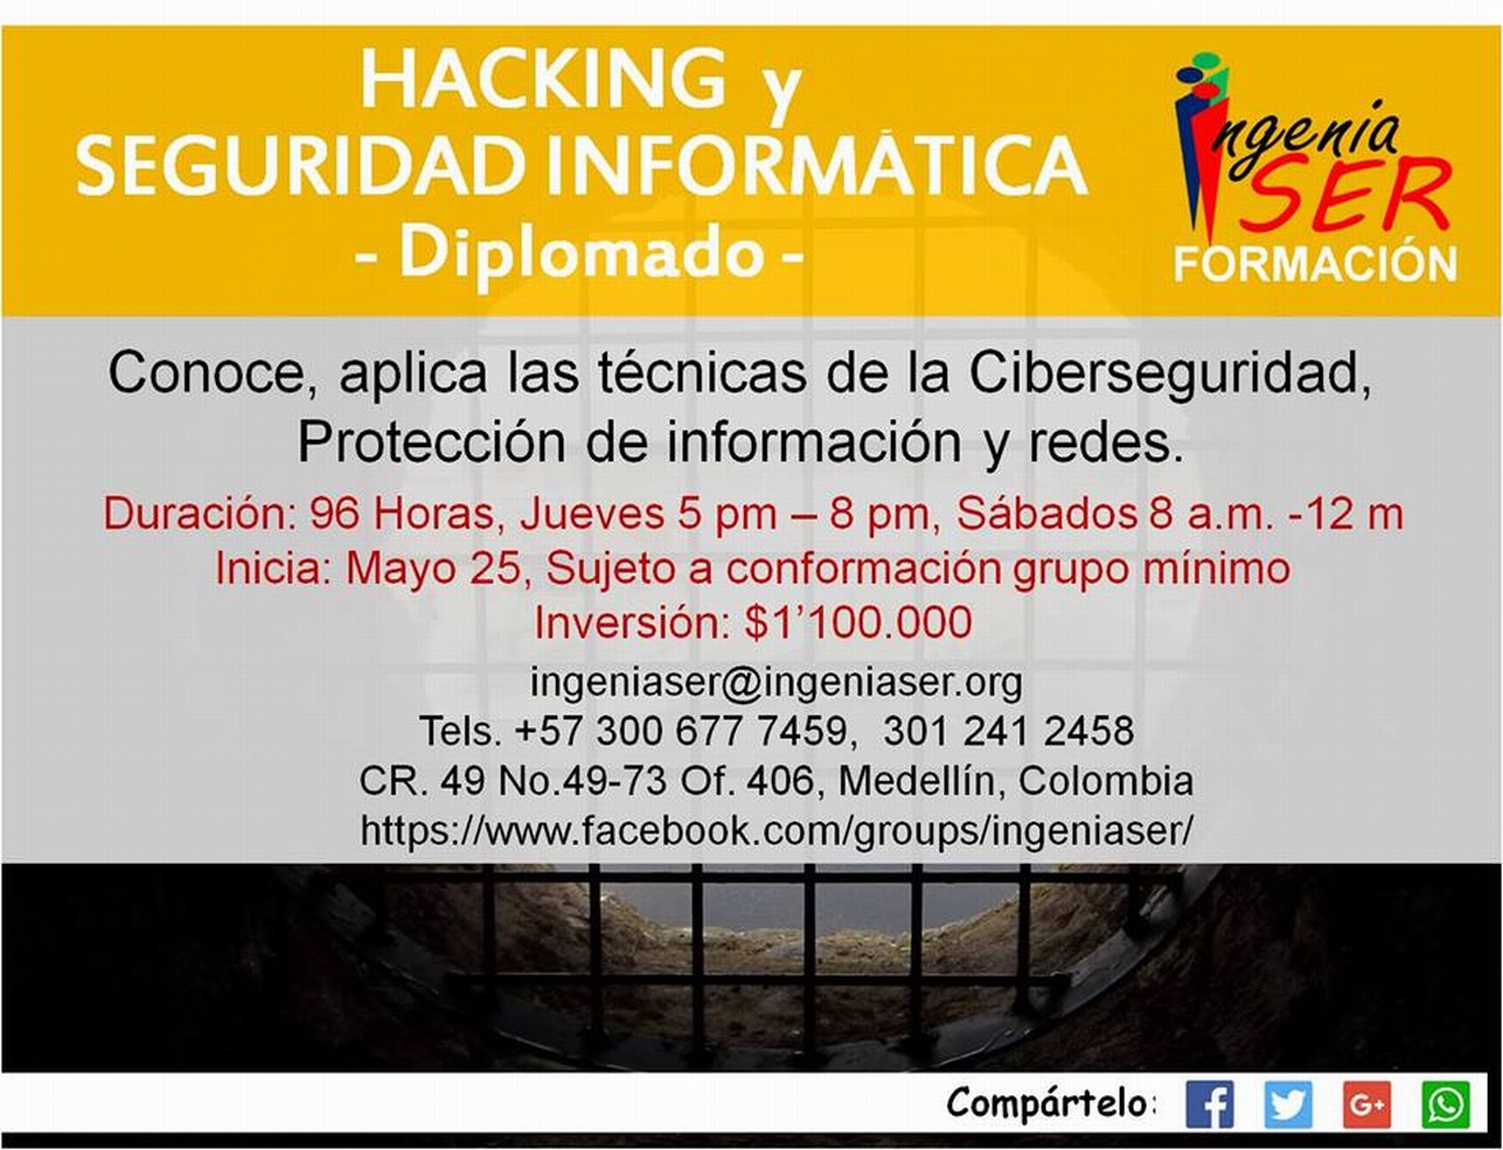 HACKING y
SEGURIDAD INFORMÁTICA
- Diplomado -
Ingenia
SER
FORMACIÓN
Conoce, aplica las técnicas de la Ciberseguridad,
Protección de información y redes.
Duración: 96 Horas, Jueves 5 pm – 8 pm, Sábados 8 a.m. -12 m
Inicia: Mayo 25, Sujeto a conformación grupo mínimo
Inversión: $1’100.000
ingeniaser@ingeniaser.org
Tels. +57 300 677 7459, 301 241 2458
CR. 49 No.49-73 Of. 406, Medellín, Colombia
https://www.facebook.com/groups/ingeniaser/
Compártelo:
G+